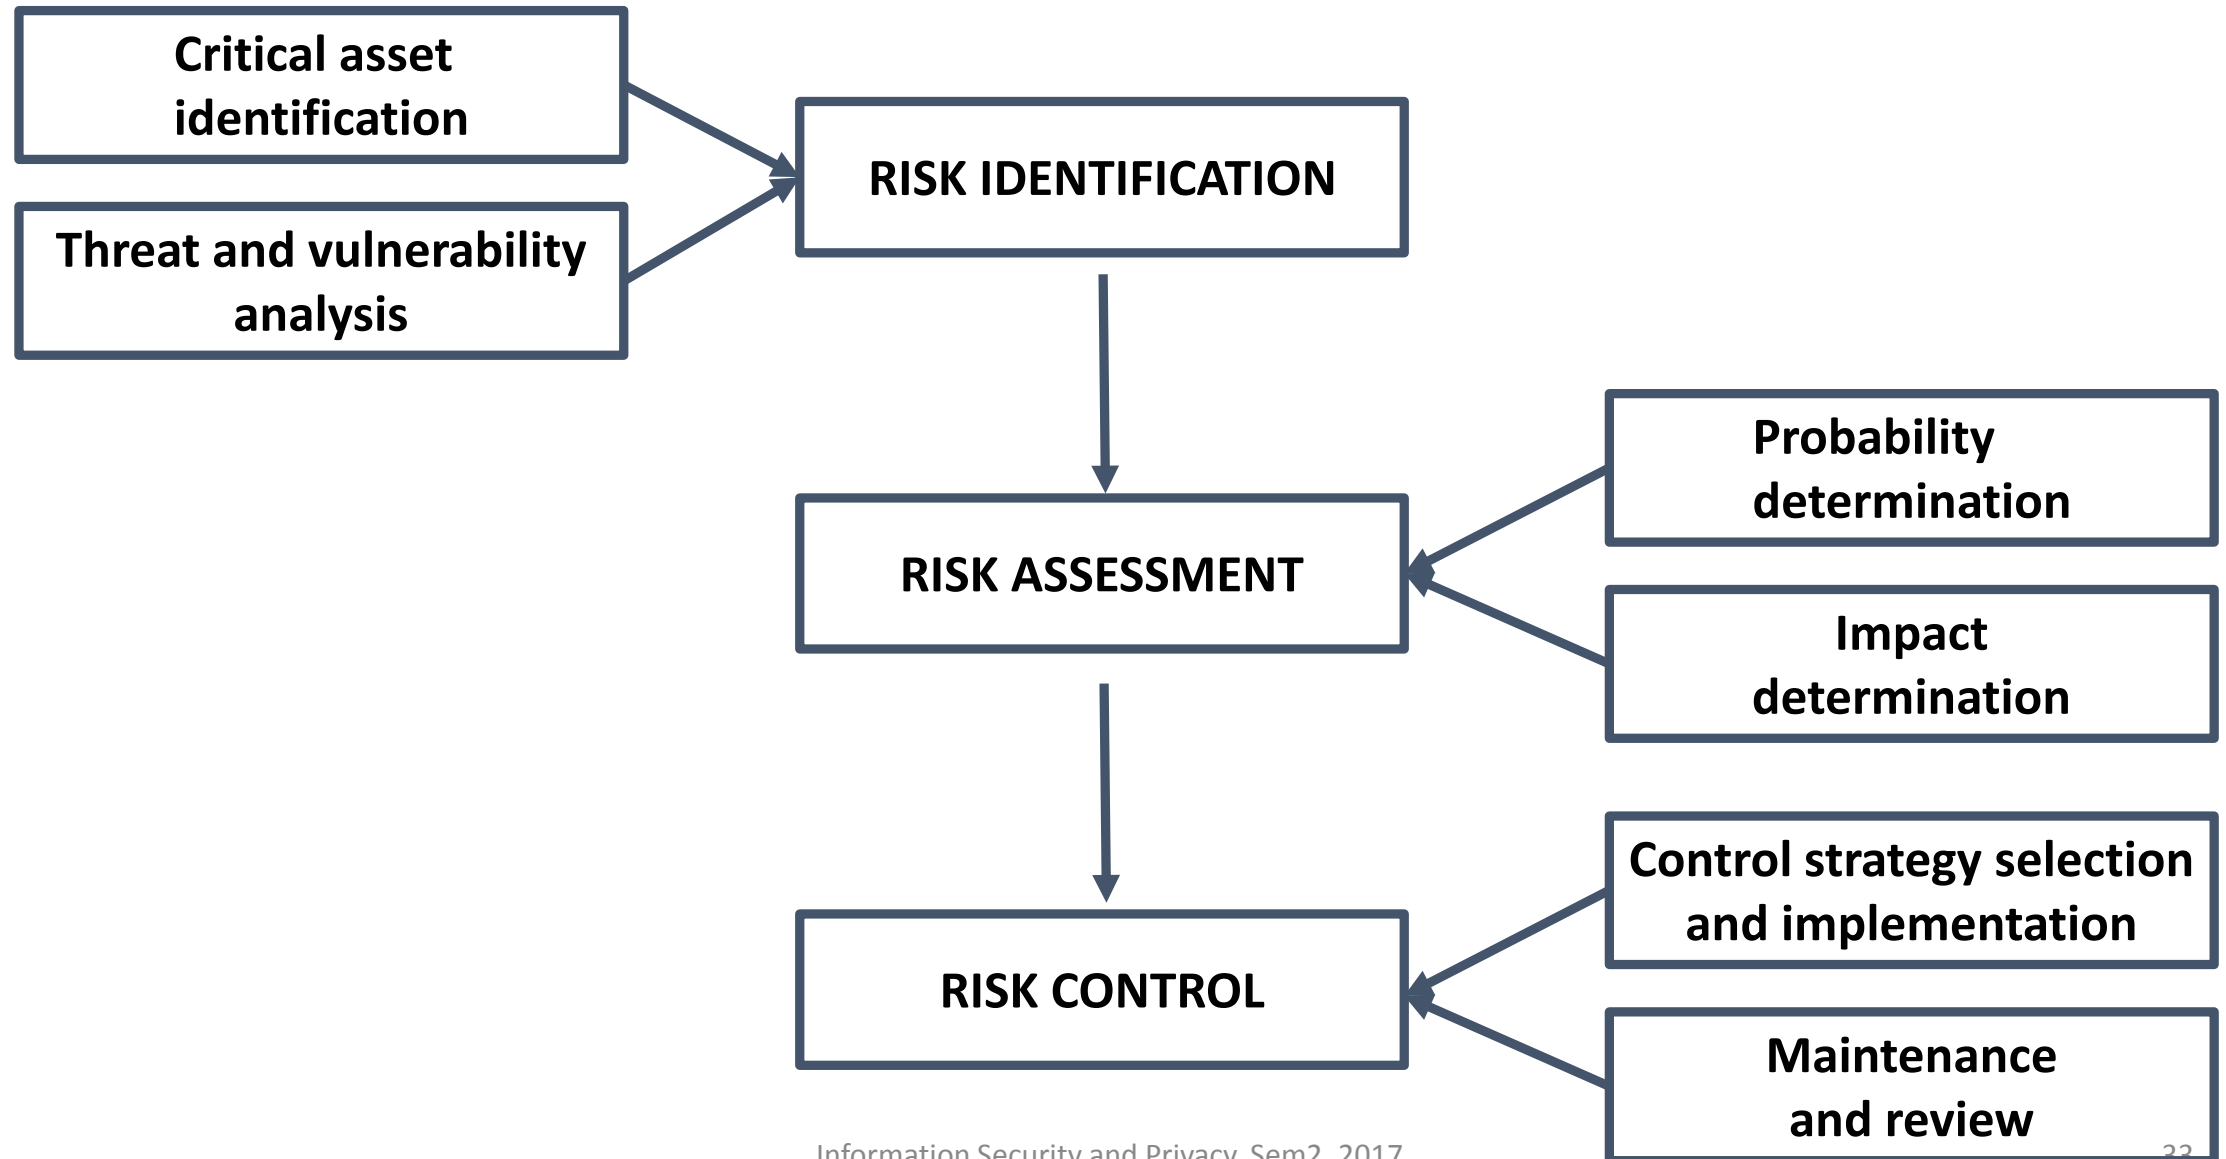 Critical asset
identification
RISK IDENTIFICATION
Threat and vulnerability
analysis
Probability
determination
RISK ASSESSMENT
Impact
determination
Control strategy selection
and implementation
RISK CONTROL
Maintenance
and review
Information Security and Privacy, Sem2, 2017
33